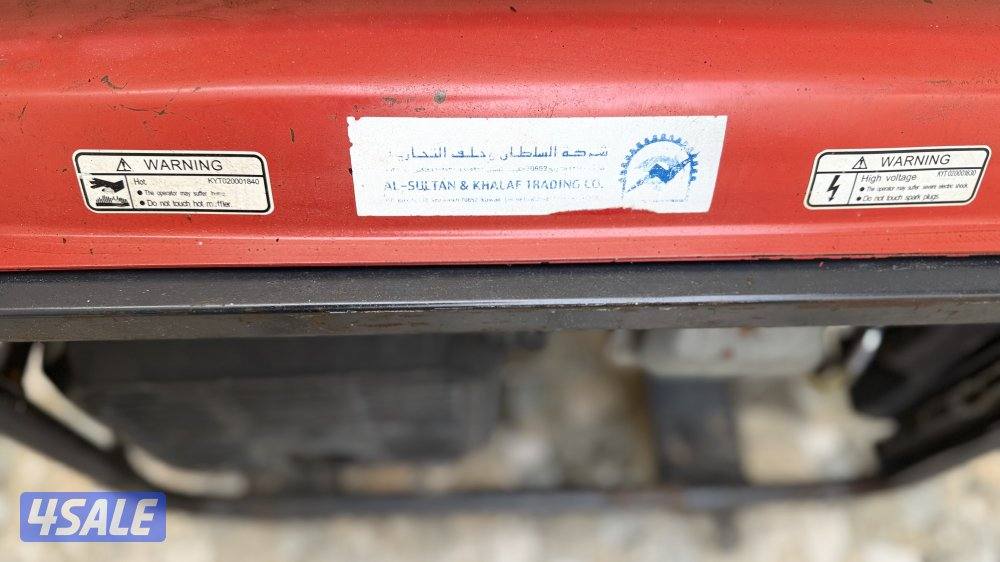 WARNING
Hot
KYT020001840
● The operator may suffer
● Do not touch hot muffler.
شركة السلطان وخلف التجارية
AL-SULTAN & KHALAF TRADING CO.
WARNING
High voltage
KYT020001830
● The operator may suffer severe electric shock.
● Do not touch spark plugs.
4SALE